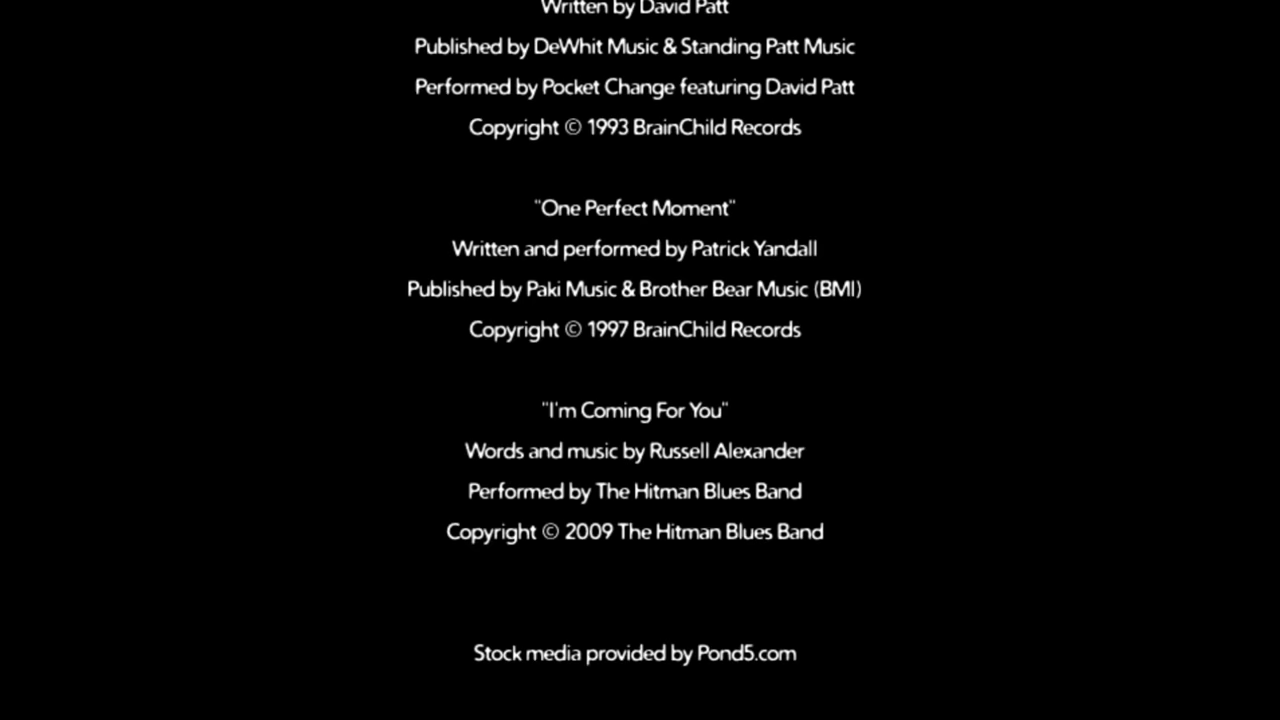 Written by David Patt
Published by DeWhit Music & Standing Patt Music
Performed by Pocket Change featuring David Patt
Copyright © 1993 BrainChild Records
"One Perfect Moment"
Written and performed by Patrick Yandall
Published by Paki Music & Brother Bear Music (BMI)
Copyright © 1997 BrainChild Records
"I'm Coming For You"
Words and music by Russell Alexander
Performed by The Hitman Blues Band
Copyright © 2009 The Hitman Blues Band
Stock media provided by Pond5.com